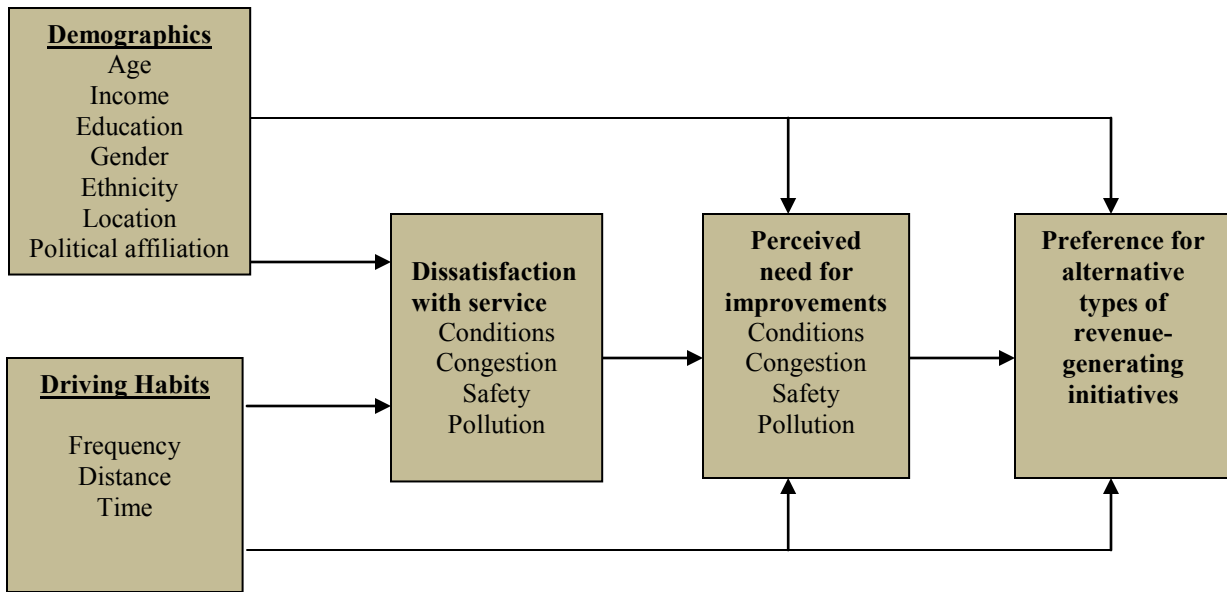 Demographics
Age
Income
Education
Gender
Ethnicity
Location
Political affiliation
Driving Habits
Frequency
Distance
Time
Dissatisfaction
with service
Conditions
Congestion
Safety
Pollution
Perceived
need for
improvements
Conditions
Congestion
Safety
Pollution
Preference for
alternative
types of
revenue-
generating
initiatives